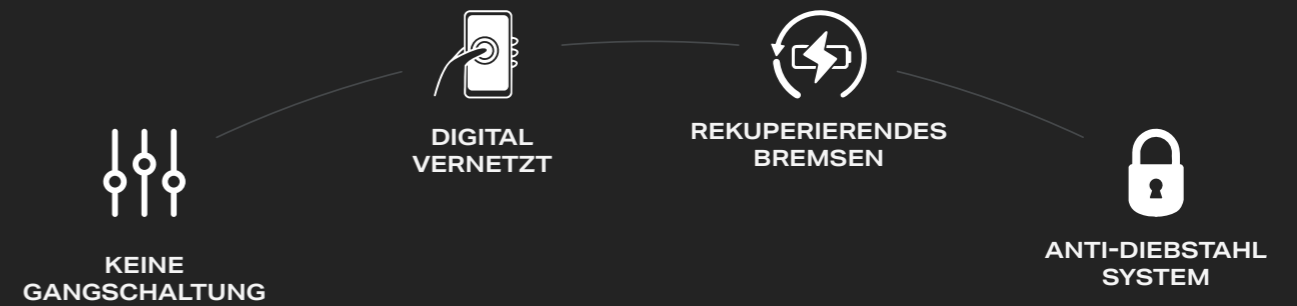 KEINE
GANGSCHALTUNG
DIGITAL
VERNETZT
REKUPERIERENDES
BREMSEN
ANTI-DIEBSTAHL
SYSTEM